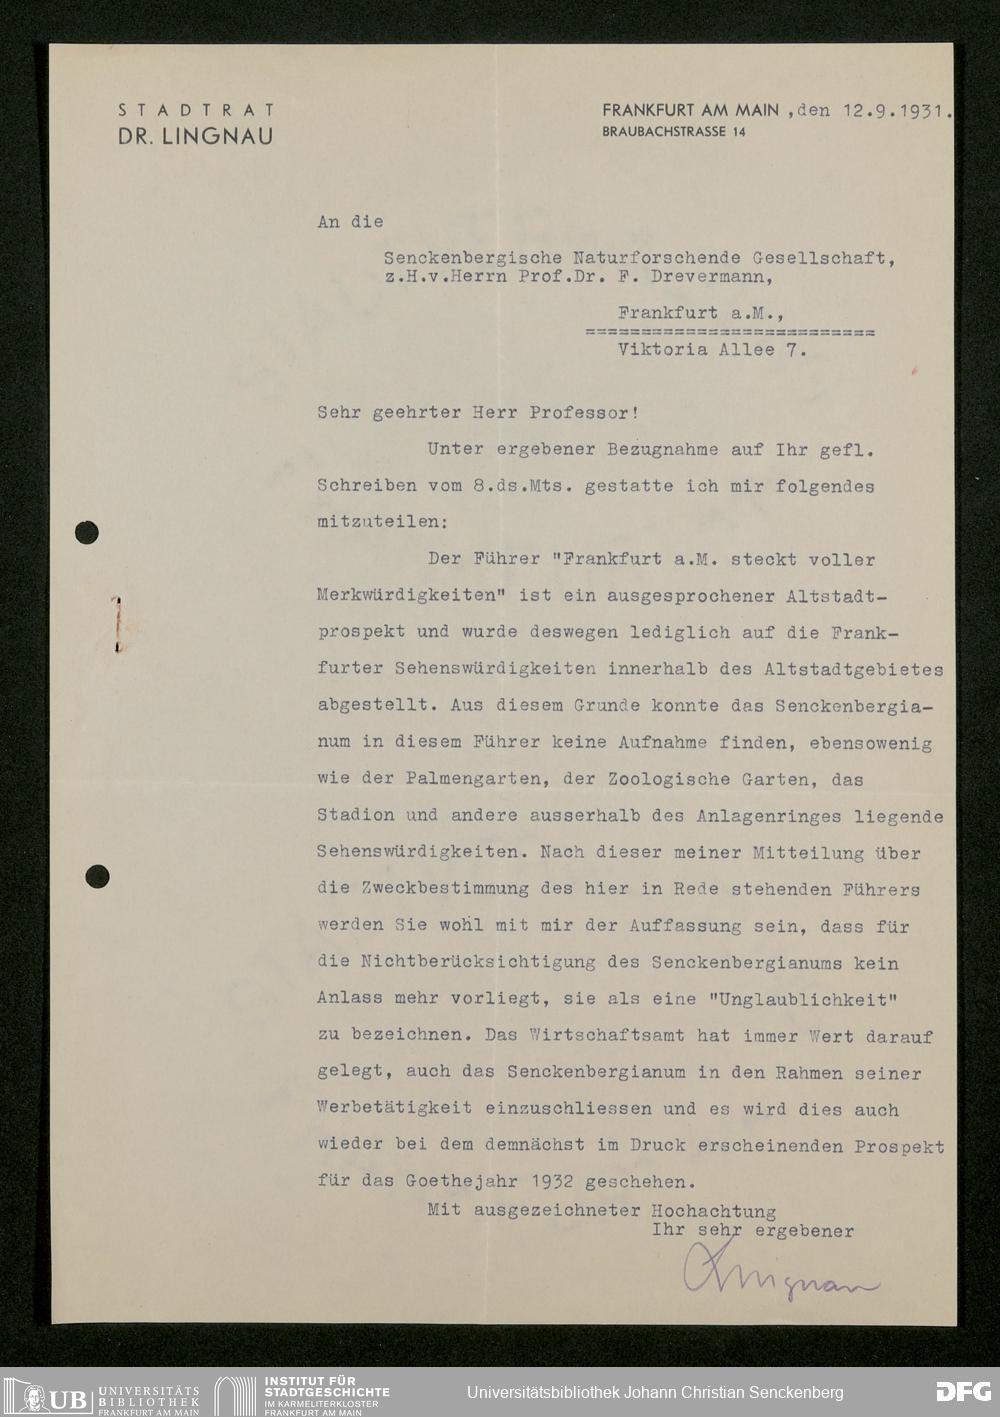 STADTRAT
DR. LINGNAU
FRANKFURT AM MAIN ,den 12.9.1931.
BRAUBACHSTRASSE 14
An die
Senckenbergische Naturforschende Gesellschaft,
z.H.v.Herrn Prof.Dr. F. Drevermann,
Frankfurt a.M.,
==========================
Viktoria Allee 7.
Sehr geehrter Herr Professor!
Unter ergebener Bezugnahme auf Ihr gefl.
Schreiben vom 8.ds.Mts. gestatte ich mir folgendes
mitzuteilen:
Der Führer "Frankfurt a.M. steckt voller
Merkwürdigkeiten" ist ein ausgesprochener Altstadt-
prospekt und wurde deswegen lediglich auf die Frank-
furter Sehenswürdigkeiten innerhalb des Altstadtgebietes
abgestellt. Aus diesem Grunde konnte das Senckenbergia-
num in diesem Führer keine Aufnahme finden, ebensowenig
wie der Palmengarten, der Zoologische Garten, das
Stadion und andere ausserhalb des Anlagenringes liegende
Sehenswürdigkeiten. Nach dieser meiner Mitteilung über
die Zweckbestimmung des hier in Rede stehenden Führers
werden Sie wohl mit mir der Auffassung sein, dass für
die Nichtberücksichtigung des Senckenbergianums kein
Anlass mehr vorliegt, sie als eine "Unglaublichkeit"
zu bezeichnen. Das Wirtschaftsamt hat immer Wert darauf
gelegt, auch das Senckenbergianum in den Rahmen seiner
Werbetätigkeit einzuschliessen und es wird dies auch
wieder bei dem demnächst im Druck erscheinenden Prospekt
für das Goethejahr 1932 geschehen.
Mit ausgezeichneter Hochachtung
Ihr sehr ergebener
Lingnau
UB UNIVERSITÄTS
BIBLIOTHEK
FRANKFURT AM MAIN
INSTITUT FÜR
STADTGESCHICHTE
IM KARMELITERKLOSTER
FRANKFURT AM MAIN
Universitätsbibliothek Johann Christian Senckenberg
DFG